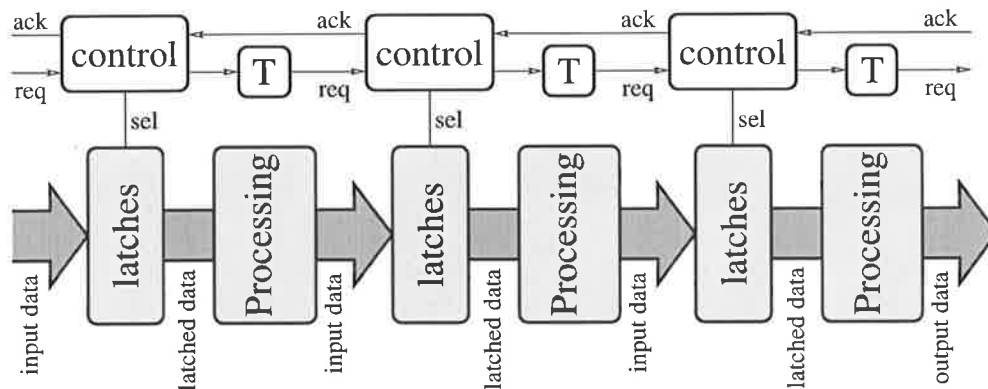 ack
ack
ack
ack
control
control
control
T
T
T
req
req
req
req
sel
sel
sel
latches
Processing
latches
Processing
latches
Processing
input data
latched data
input data
latched data
input data
latched data
output data